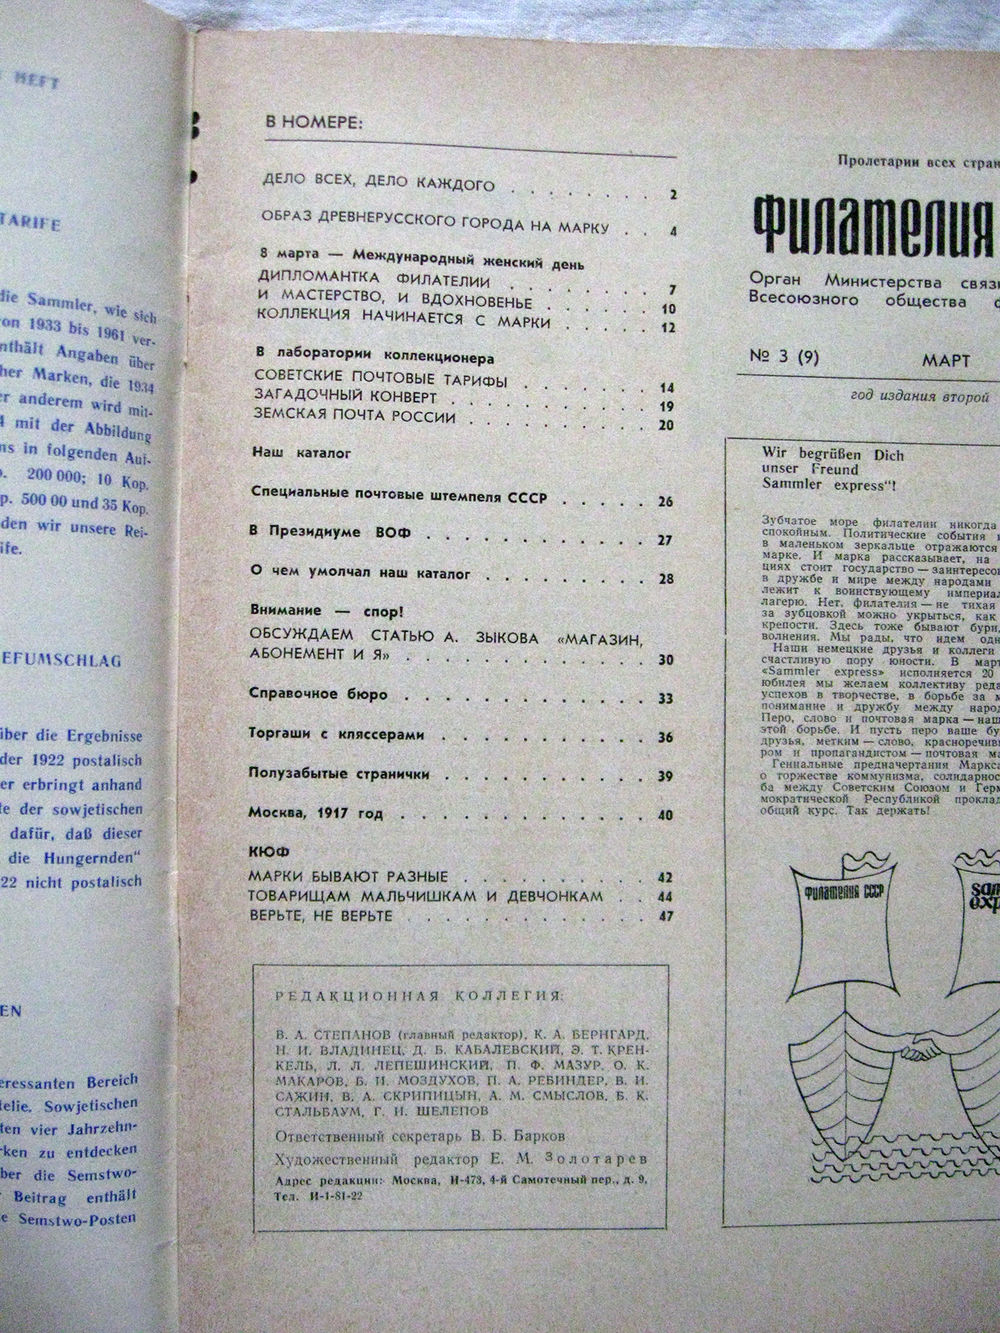 HEFT
TARIFE
die Sammler, wie sich
von 1933 bis 1961 ver-
enthält Angaben über
her Marken, die 1934
er anderem wird mit-
4 mit der Abbildung
ns in folgenden Auf-
200 000; 10 Kop.
p. 500 00 und 35 Kop.
den wir unsere Rei-
ife.
EFUMSCHLAG
über die Ergebnisse
der 1922 postalisch
er erbringt anhand
te der sowjetischen
dafür, daß dieser
die Hungernden“
22 nicht postalisch
EN
eressanten Bereich
telie. Sowjetischen
ten vier Jahrzehn-
rken zu entdecken
ber die Semstwo-
Beitrag enthält
e Semstwo-Posten
В НОМЕРЕ:
ДЕЛО ВСЕХ, ДЕЛО КАЖДОГО . . . . . . . 2
ОБРАЗ ДРЕВНЕРУССКОГО ГОРОДА НА МАРКУ . . 4
8 марта — Международный женский день
ДИПЛОМАНТКА ФИЛАТЕЛИИ . . . . . . . 7
И МАСТЕРСТВО, И ВДОХНОВЕНЬЕ . . . . . . 10
КОЛЛЕКЦИЯ НАЧИНАЕТСЯ С МАРКИ . . . . . 12
В лаборатории коллекционера
СОВЕТСКИЕ ПОЧТОВЫЕ ТАРИФЫ . . . . . . 14
ЗАГАДОЧНЫЙ КОНВЕРТ . . . . . . . . . 19
ЗЕМСКАЯ ПОЧТА РОССИИ . . . . . . . . . 20
Наш каталог
Специальные почтовые штемпеля СССР . . . . . 26
В Президиуме ВОФ . . . . . . . . . . . . 27
О чем умолчал наш каталог . . . . . . . . 28
Внимание — спор!
ОБСУЖДАЕМ СТАТЬЮ А. ЗЫКОВА «МАГАЗИН,
АБОНЕМЕНТ И Я» . . . . . . . . . . . . 30
Справочное бюро . . . . . . . . . . . . 33
Торгаши с кляссерами . . . . . . . . . . 36
Полузабытые странички . . . . . . . . . . 39
Москва, 1917 год . . . . . . . . . . . . 40
КЮФ
МАРКИ БЫВАЮТ РАЗНЫЕ . . . . . . . . . 42
ТОВАРИЩАМ МАЛЬЧИШКАМ И ДЕВЧОНКАМ . . 44
ВЕРЬТЕ, НЕ ВЕРЬТЕ . . . . . . . . . . . . 47
РЕДАКЦИОННАЯ КОЛЛЕГИЯ:
В. А. СТЕПАНОВ (главный редактор), К. А. БЕРНГАРД,
Н. И. ВЛАДИНЕЦ, Д. Б. КАБАЛЕВСКИЙ, Э. Т. КРЕН-
КЕЛЬ, Л. Л. ЛЕПЕШИНСКИЙ, П. Ф. МАЗУР, О. К.
МАКАРОВ, Б. И. МОЗДУХОВ, П. А. РЕБИНДЕР, В. И.
САЖИН, В. А. СКРИПИЦЫН, А. М. СМЫСЛОВ, Б. К.
СТАЛЬБАУМ, Г. И. ШЕЛЕПОВ
Ответственный секретарь В. Б. Барков
Художественный редактор Е. М. Золотарев
Адрес редакции: Москва, И-473, 4-й Самотечный пер., д. 9,
Тел. И-1-81-22
Пролетарии всех стран
ФИЛАТЕЛИЯ
Орган Министерства связи
Всесоюзного общества
№ 3 (9) МАРТ
год издания второй
Wir begrüßen Dich
unser Freund
Sammler express“!
Зубчатое море филателии никогда
спокойным. Политические события
в маленьком зеркальце отражаются
марке. И марка рассказывает, на
циях стоит государство — заинтересо
в дружбе и мире между народами
лежит к воинствующему империа
лагерю. Нет, филателия — не тихая
за зубцовкой можно укрыться, как
крепости. Здесь тоже бывают бури,
волнения. Мы рады, что идем одн
Наши немецкие друзья и коллеги
счастливую пору юности. В март
«Sammler express» исполняется 20
юбилея мы желаем коллективу реда
успехов в творчестве, в борьбе за м
понимание и дружбу между народ
Перо, слово и почтовая марка — наш
этой борьбе. И пусть перо ваше бу
друзья, метким — слово, красноречив
ром и пропагандистом — почтовая ма
Гениальные предначертания Маркса
о торжестве коммунизма, солидарнос
ба между Советским Союзом и Герм
мократической Республикой проклад
общий курс. Так держать!
ФИЛАТЕЛИЯ СССР
sam
exp